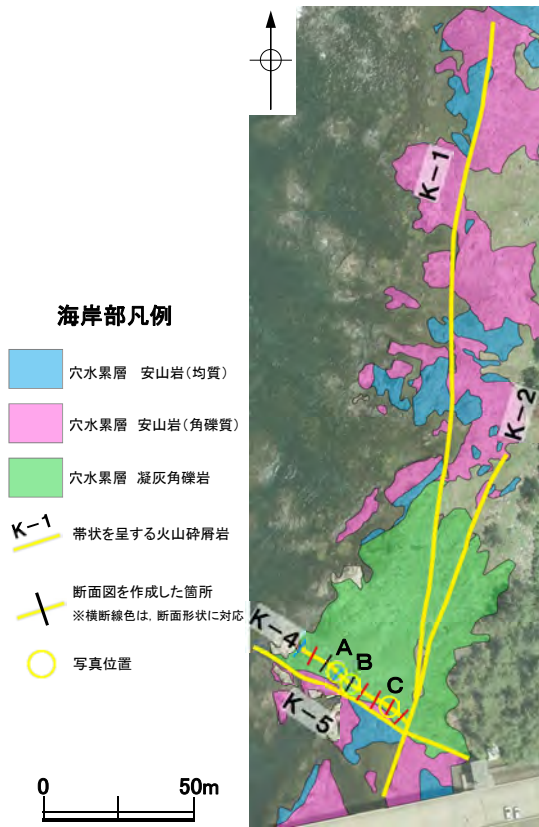 海岸部凡例
穴水累層 安山岩(均質)
穴水累層 安山岩(角礫質)
穴水累層 凝灰角礫岩
K-1
帯状を呈する火山砕屑岩
断面図を作成した箇所
※横断線色は，断面形状に対応
写真位置
0 50m
K-1
K-2
K-4
A
B
C
K-5